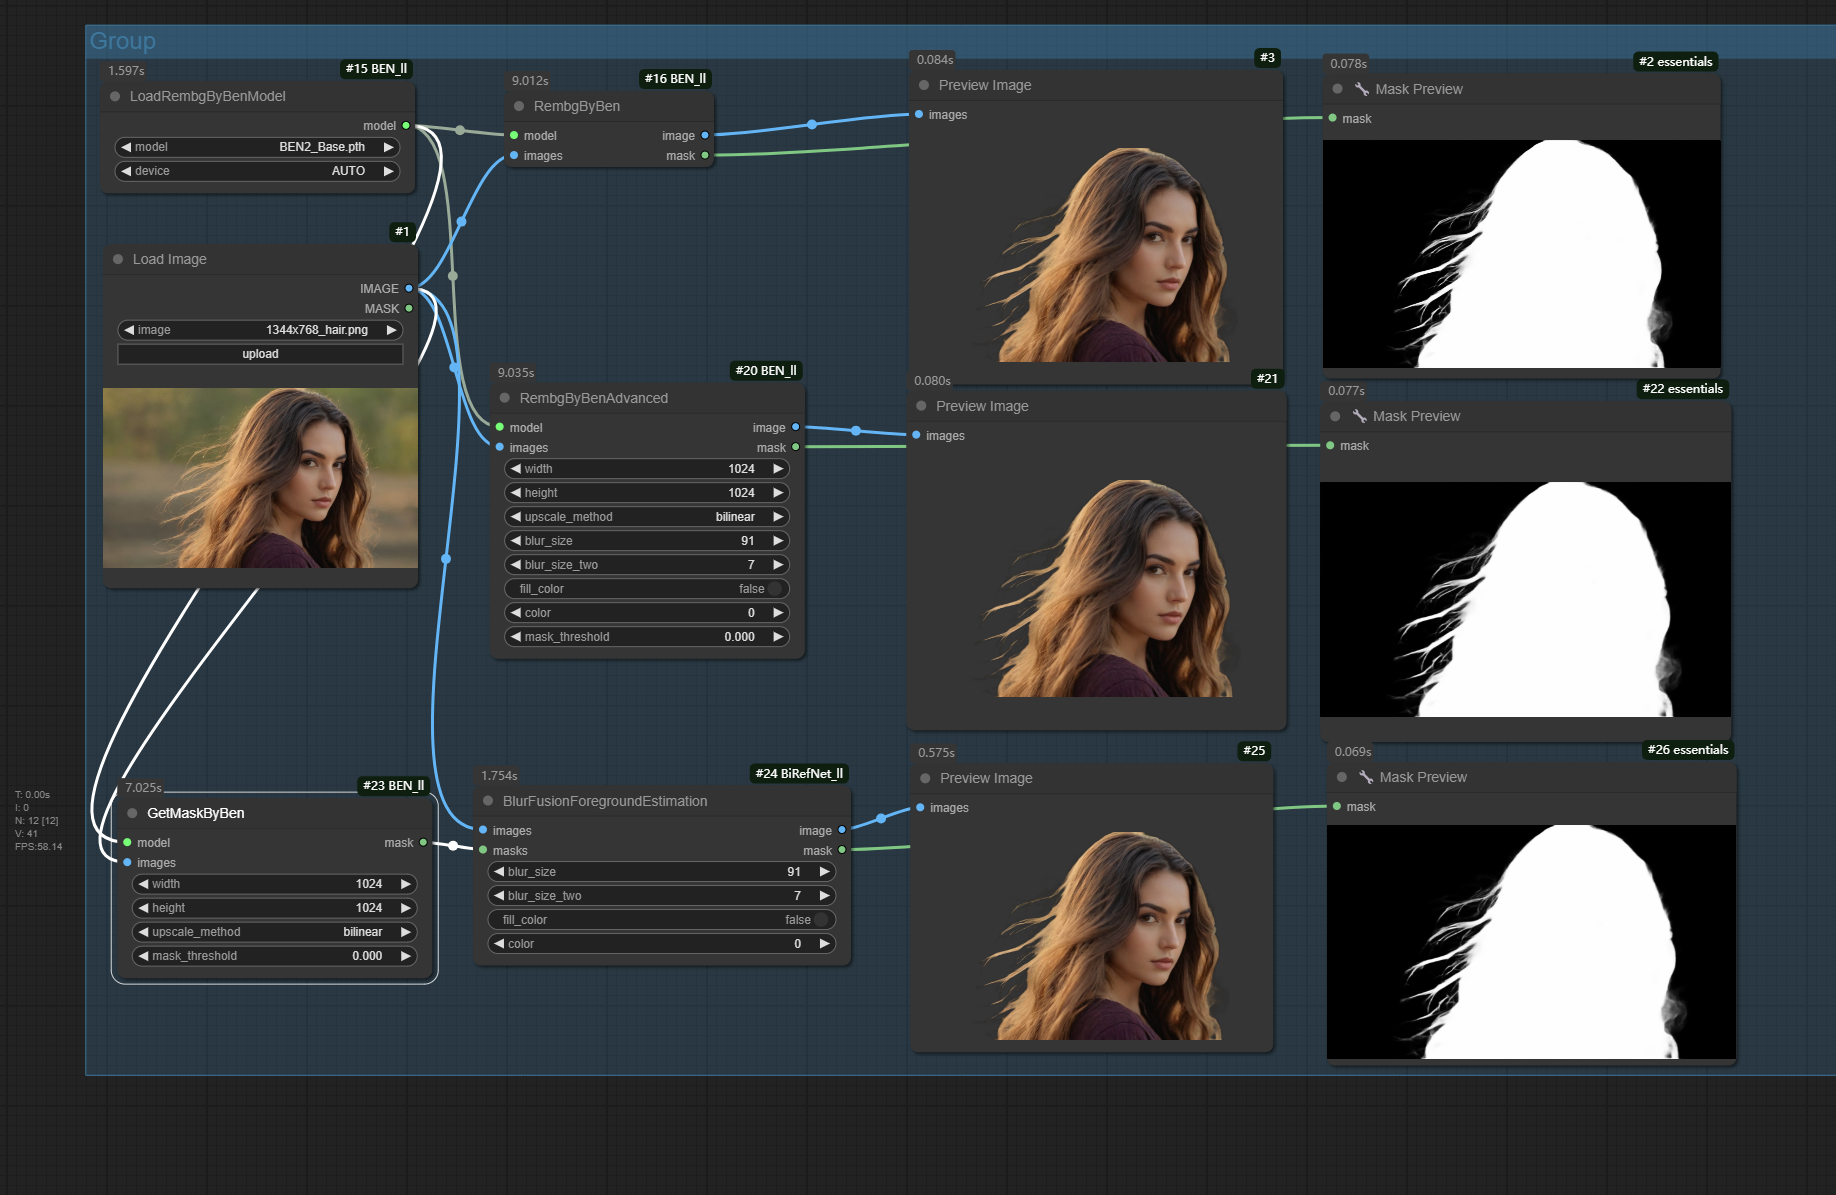 Group
1.597s
#15 BEN_ll
LoadRembgByBenModel
model
model BEN2_Base.pth
device AUTO
#1
Load Image
IMAGE
MASK
image 1344x768_hair.png
upload
9.012s
#16 BEN_ll
RembgByBen
model image
images mask
9.035s
#20 BEN_ll
RembgByBenAdvanced
model image
images mask
width 1024
height 1024
upscale_method bilinear
blur_size 91
blur_size_two 7
fill_color false
color 0
mask_threshold 0.000
7.025s
#23 BEN_ll
GetMaskByBen
model mask
images
width 1024
height 1024
upscale_method bilinear
mask_threshold 0.000
1.754s
#24 BiRefNet_ll
BlurFusionForegroundEstimation
images image
masks mask
blur_size 91
blur_size_two 7
fill_color false
color 0
0.084s
#3
Preview Image
images
0.078s
#2 essentials
Mask Preview
mask
0.080s
#21
Preview Image
images
0.077s
#22 essentials
Mask Preview
mask
0.575s
#25
Preview Image
images
0.069s
#26 essentials
Mask Preview
mask
T: 0.00s
I: 0
N: 12 [12]
V: 41
FPS:58.14